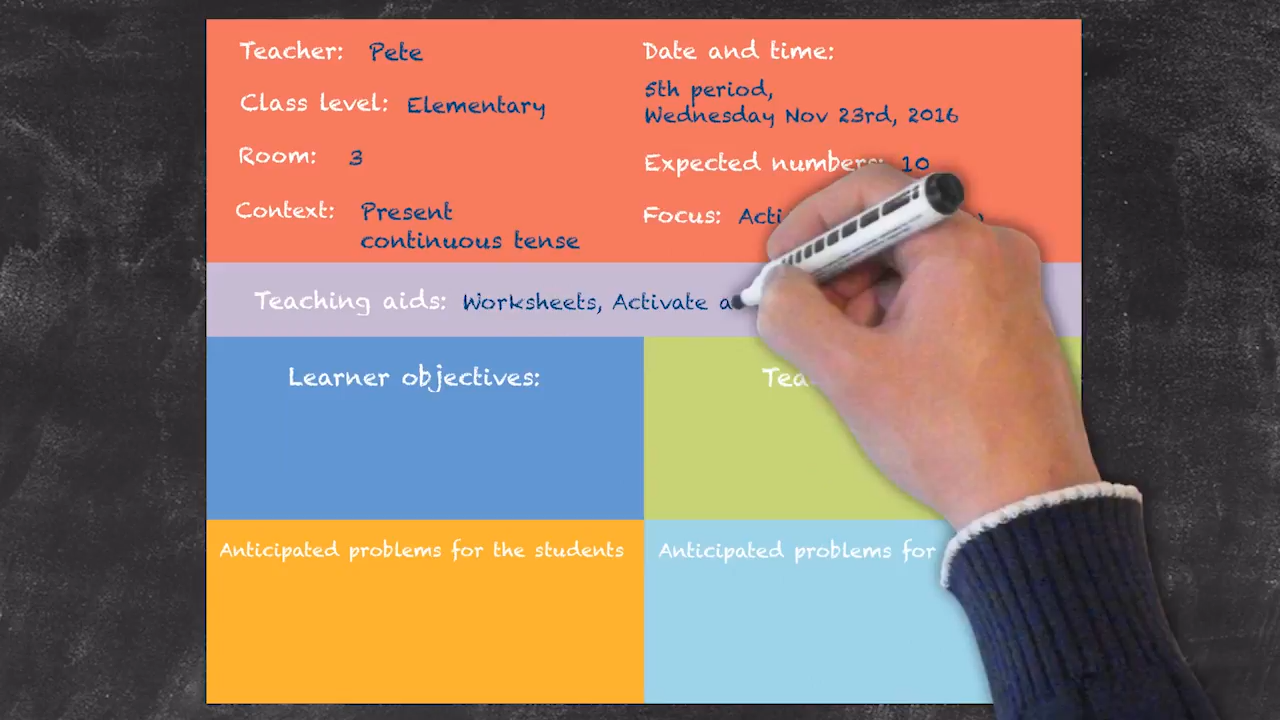 Teacher: Pete
Date and time:
5th period,
Wednesday Nov 23rd, 2016
Class level: Elementary
Room: 3
Expected numbers: 10
Context: Present
continuous tense
Focus:
Teaching aids: Worksheets, Activate
Learner objectives:
Anticipated problems for the students
Anticipated problems for